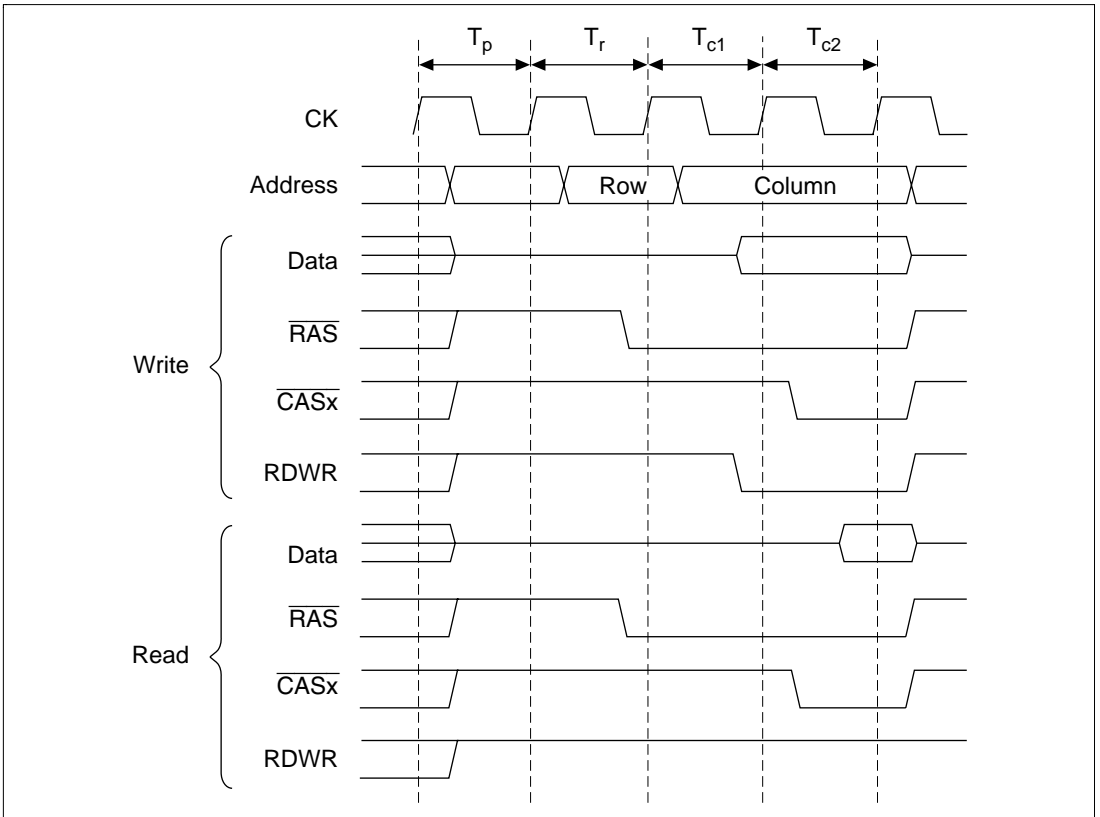 Tp Tr Tc1 Tc2
CK
Address Row Column
Write
Data
RAS
CASx
RDWR
Read
Data
RAS
CASx
RDWR